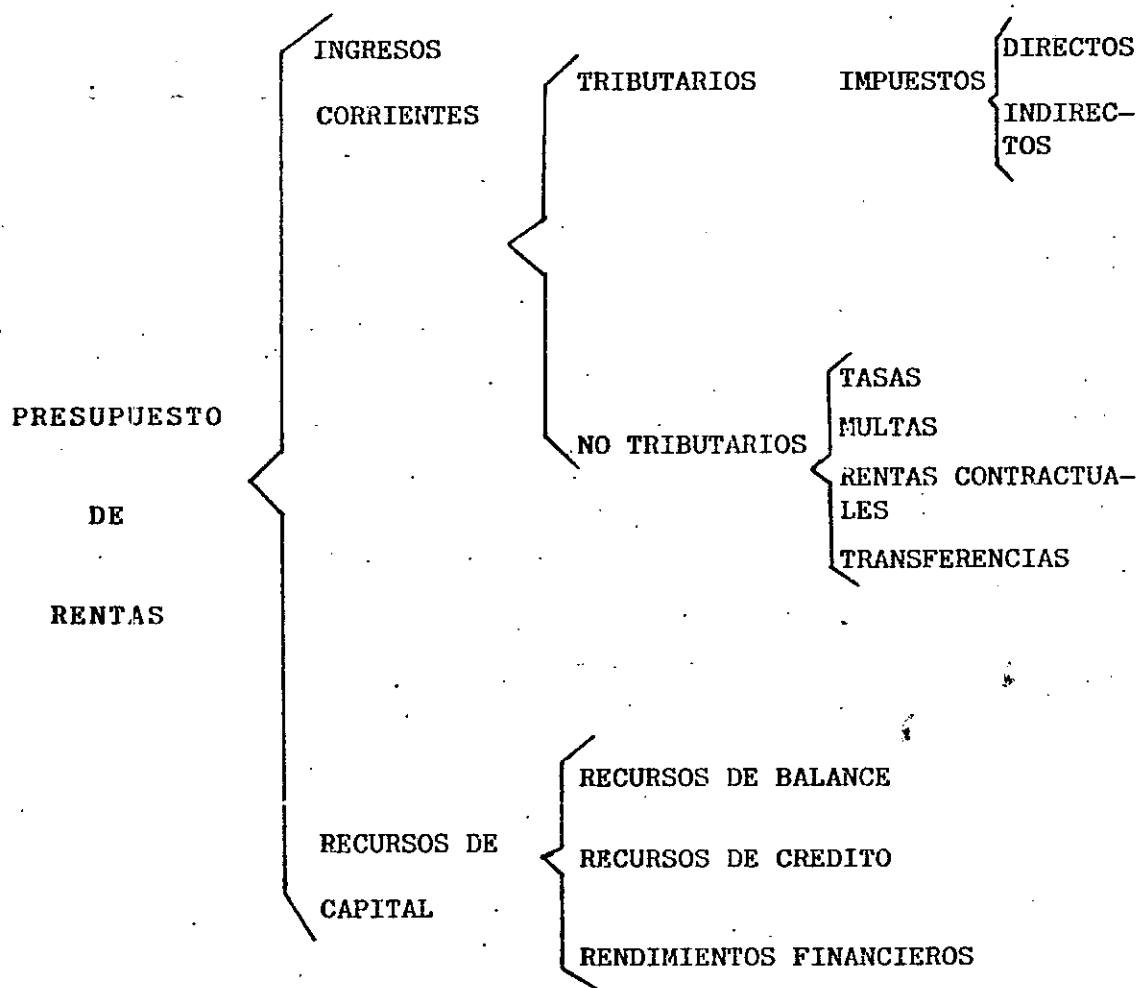 PRESUPUESTO
DE
RENTAS
INGRESOS
CORRIENTES
TRIBUTARIOS
IMPUESTOS
DIRECTOS
INDIREC-
TOS
NO TRIBUTARIOS
TASAS
MULTAS
RENTAS CONTRACTUA-
LES
TRANSFERENCIAS
RECURSOS DE
CAPITAL
RECURSOS DE BALANCE
RECURSOS DE CREDITO
RENDIMIENTOS FINANCIEROS